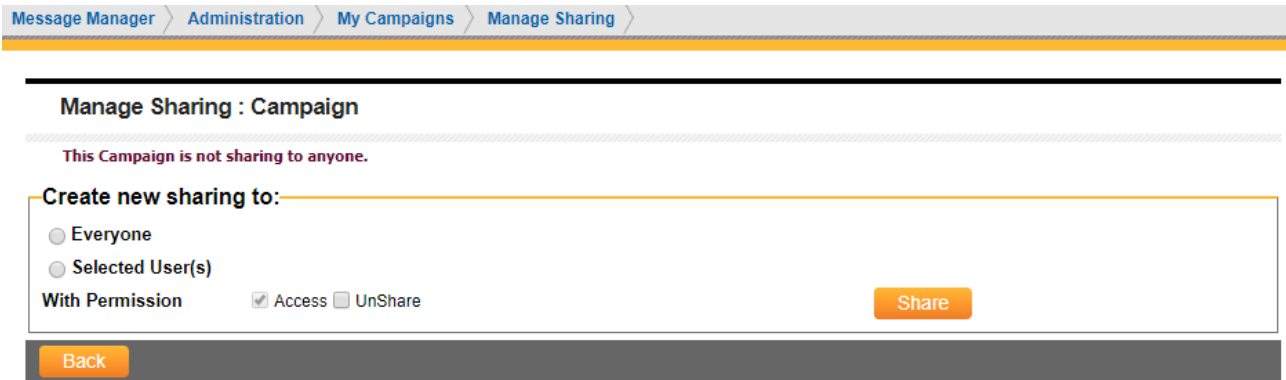 Message Manager Administration My Campaigns Manage Sharing
Manage Sharing : Campaign
This Campaign is not sharing to anyone.
Create new sharing to:
Everyone
Selected User(s)
With Permission Access UnShare Share
Back